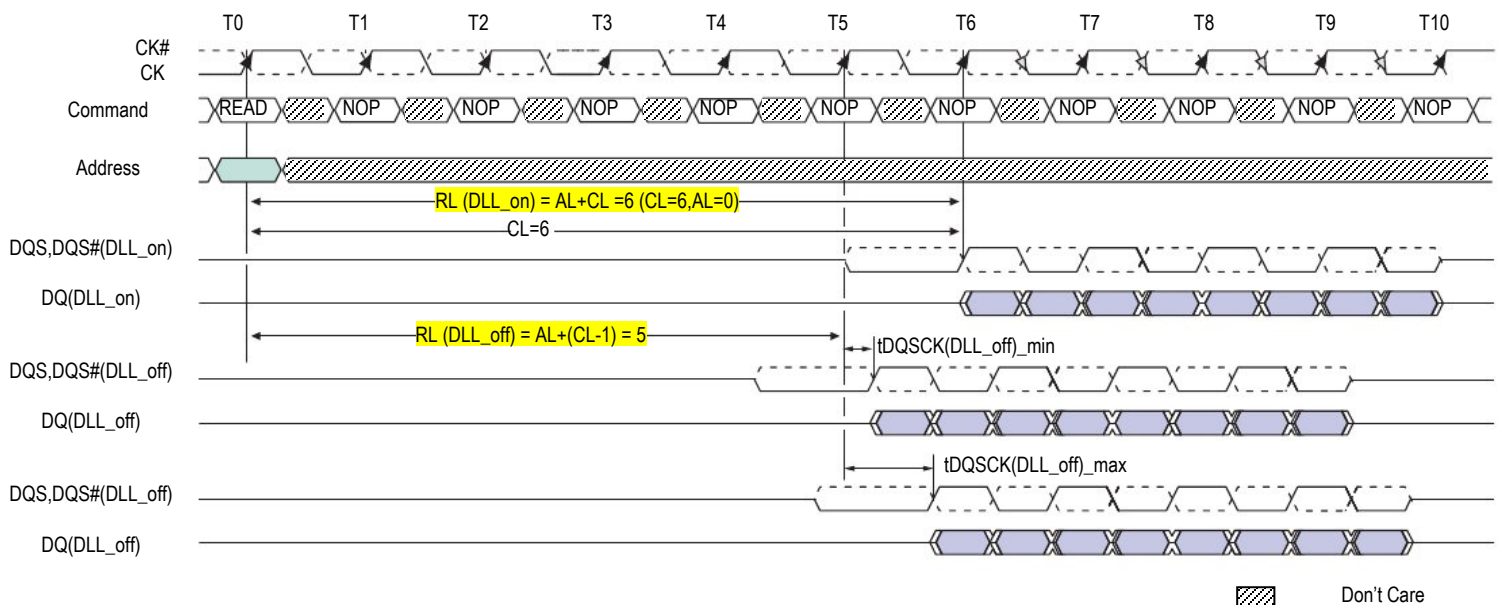 T0 T1 T2 T3 T4 T5 T6 T7 T8 T9 T10
CK#
CK
Command READ NOP NOP NOP NOP NOP NOP NOP NOP NOP NOP
Address
RL (DLL_on) = AL+CL =6 (CL=6,AL=0)
CL=6
DQS,DQS#(DLL_on)
DQ(DLL_on)
RL (DLL_off) = AL+(CL-1) = 5
tDQSCK(DLL_off)_min
DQS,DQS#(DLL_off)
DQ(DLL_off)
tDQSCK(DLL_off)_max
DQS,DQS#(DLL_off)
DQ(DLL_off)
Don't Care